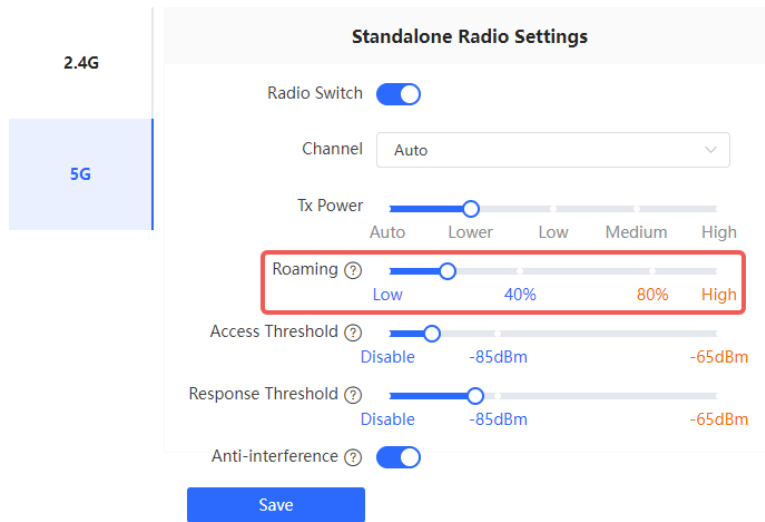 Standalone Radio Settings
2.4G
5G
Radio Switch
Channel Auto
Tx Power
Auto Lower Low Medium High
Roaming ?
Low 40% 80% High
Access Threshold ?
Disable -85dBm -65dBm
Response Threshold ?
Disable -85dBm -65dBm
Anti-interference ?
Save